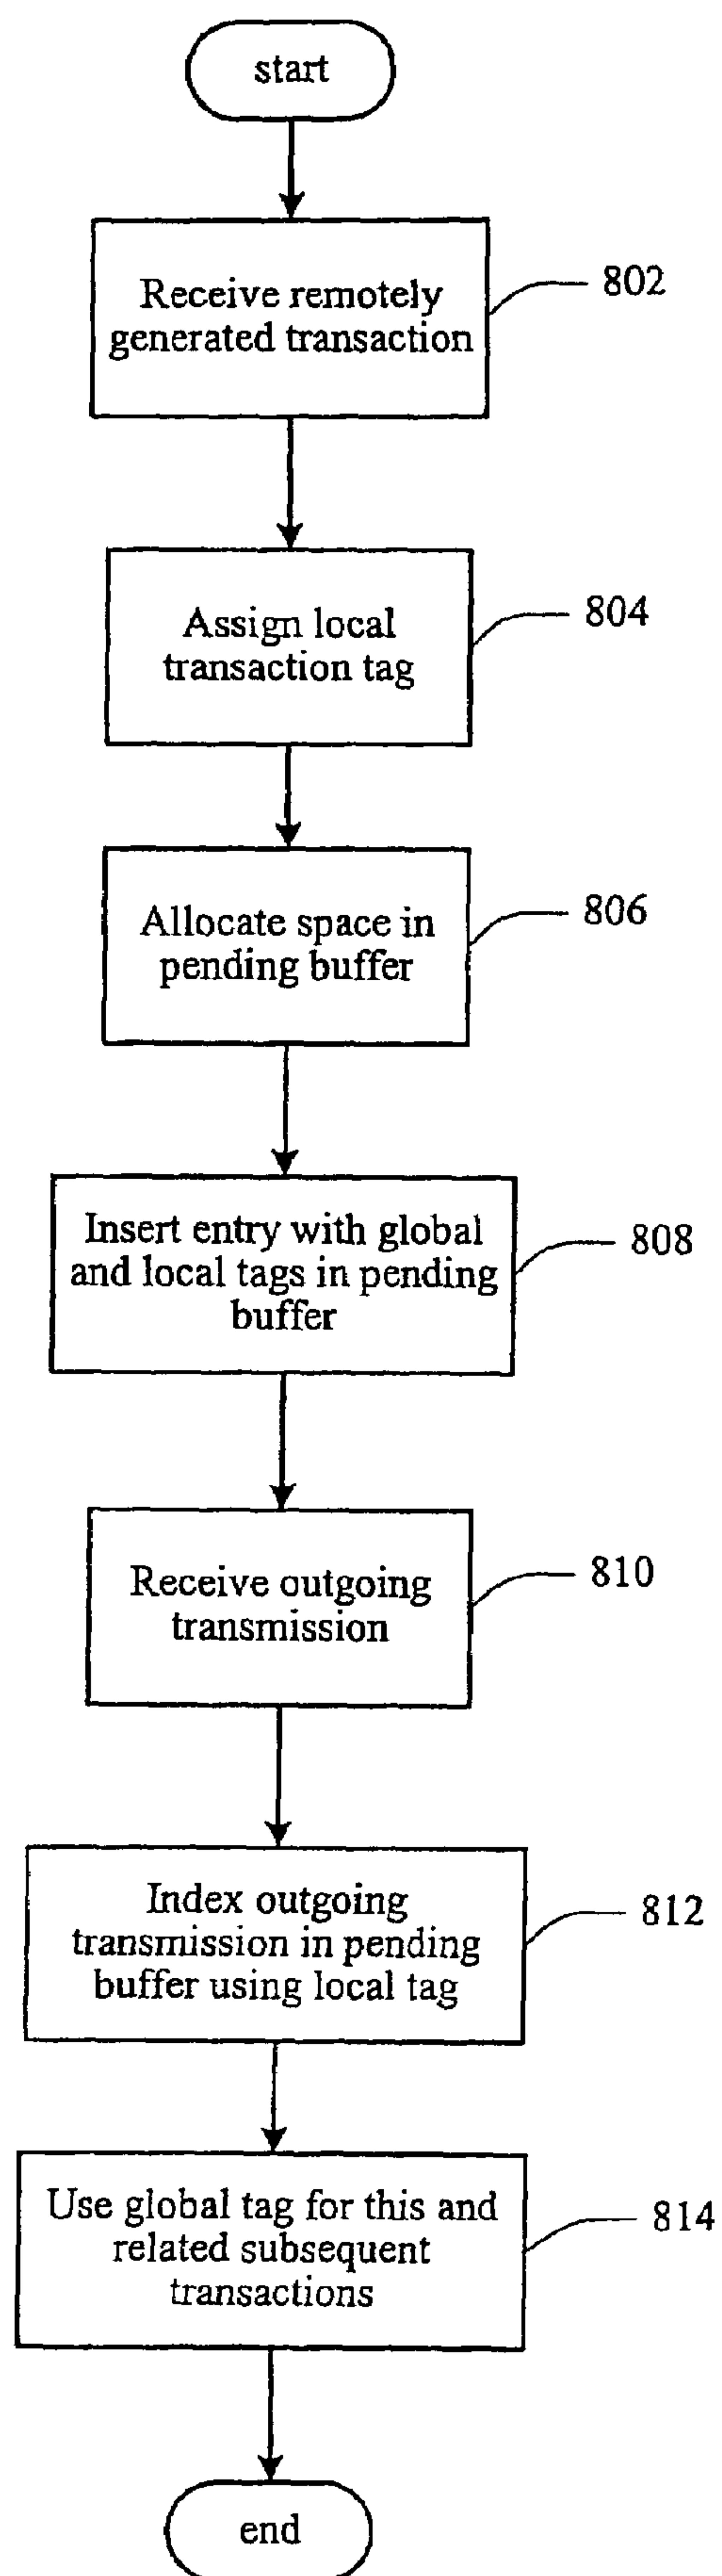 start
Receive remotely
generated transaction
802
Assign local
transaction tag
804
Allocate space in
pending buffer
806
Insert entry with global
and local tags in pending
buffer
808
Receive outgoing
transmission
810
Index outgoing
transmission in pending
buffer using local tag
812
Use global tag for this and
related subsequent
transactions
814
end